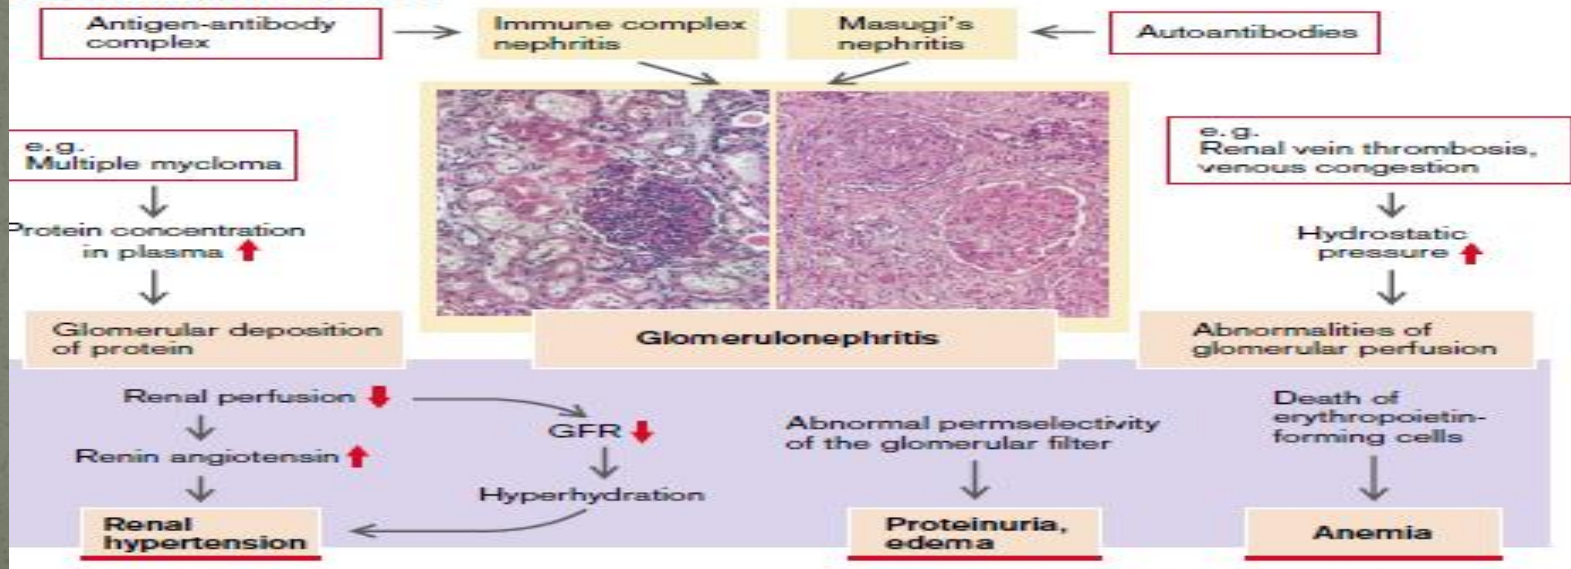 Antigen-antibody
complex
Immune complex
nephritis
Masugi's
nephritis
Autoantibodies
e.g.
Multiple mycloma
Protein concentration
in plasma
Glomerular deposition
of protein
Glomerulonephritis
e.g.
Renal vein thrombosis,
venous congestion
Hydrostatic
pressure
Abnormalities of
glomerular perfusion
Renal perfusion
Renin angiotensin
Renal
hypertension
GFR
Hyperhydration
Abnormal permselectivity
of the glomerular filter
Proteinuria,
edema
Death of
erythropoietin-
forming cells
Anemia